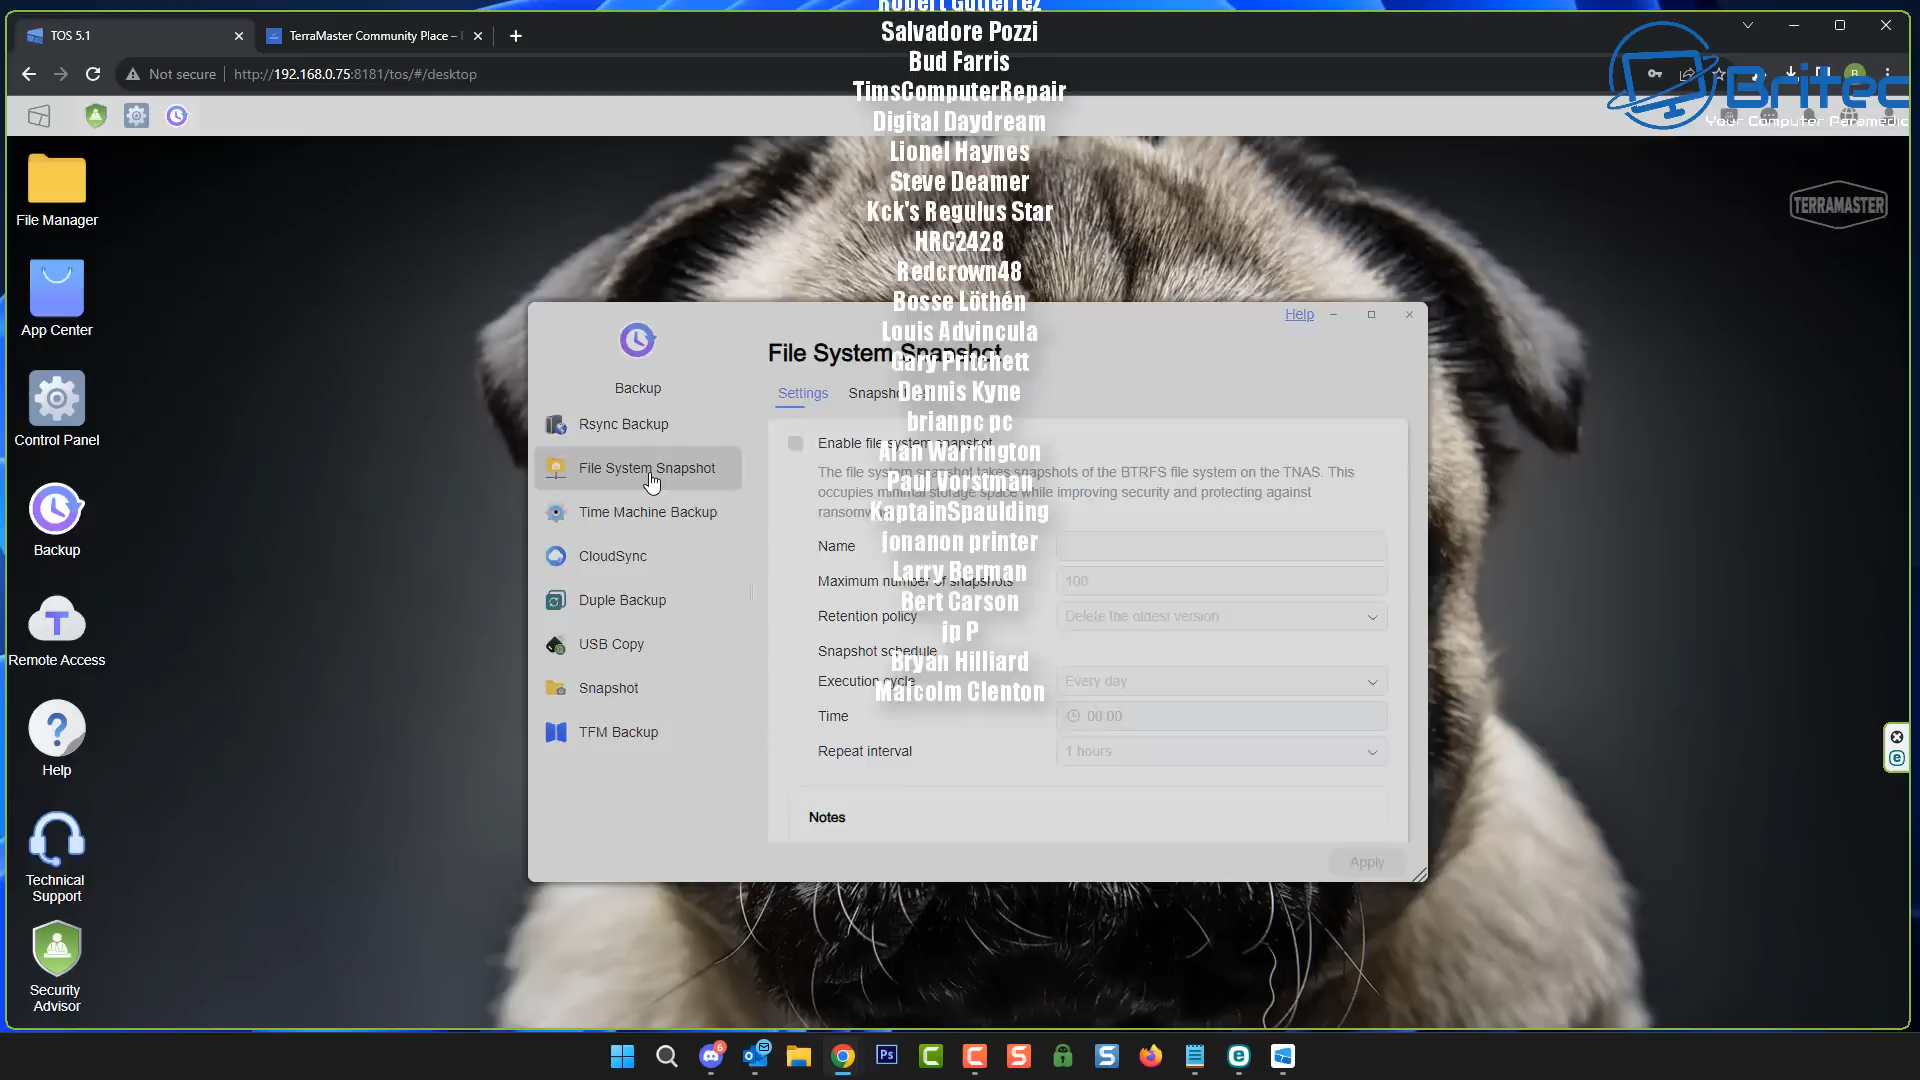 TOS 5.1
TerraMaster Community Place –
Not secure
http://192.168.0.75:8181/tos/#/desktop
Britec
Your Computer Paramedic
TERRAMASTER
File Manager
App Center
Control Panel
Backup
Remote Access
Help
Technical
Support
Security
Advisor
Robert Gutierrez
Salvadore Pozzi
Bud Farris
TimsComputerRepair
Digital Daydream
Lionel Haynes
Steve Deamer
Kck's Regulus Star
HRC2428
Redcrown48
Bosse Löthén
Louis Advincula
Gary Pritchett
Dennis Kyne
brianpc pc
Alan Warrington
Paul Vorstman
KaptainSpaulding
jonanon printer
Larry Berman
Bert Carson
jp P
Bryan Hilliard
Malcolm Clenton
Help
Backup
Rsync Backup
File System Snapshot
Time Machine Backup
CloudSync
Duple Backup
USB Copy
Snapshot
TFM Backup
File System Snapshot
Settings
Snapshot
Enable file system snapshot
The file system snapshot takes snapshots of the BTRFS file system on the TNAS. This
occupies minimal storage space while improving security and protecting against
Name
Maximum number of snapshots
100
Retention policy
Delete the oldest version
Snapshot schedule
Execution cycle
Every day
Time
00:00
Repeat interval
1 hours
Notes
Apply
6
Ps